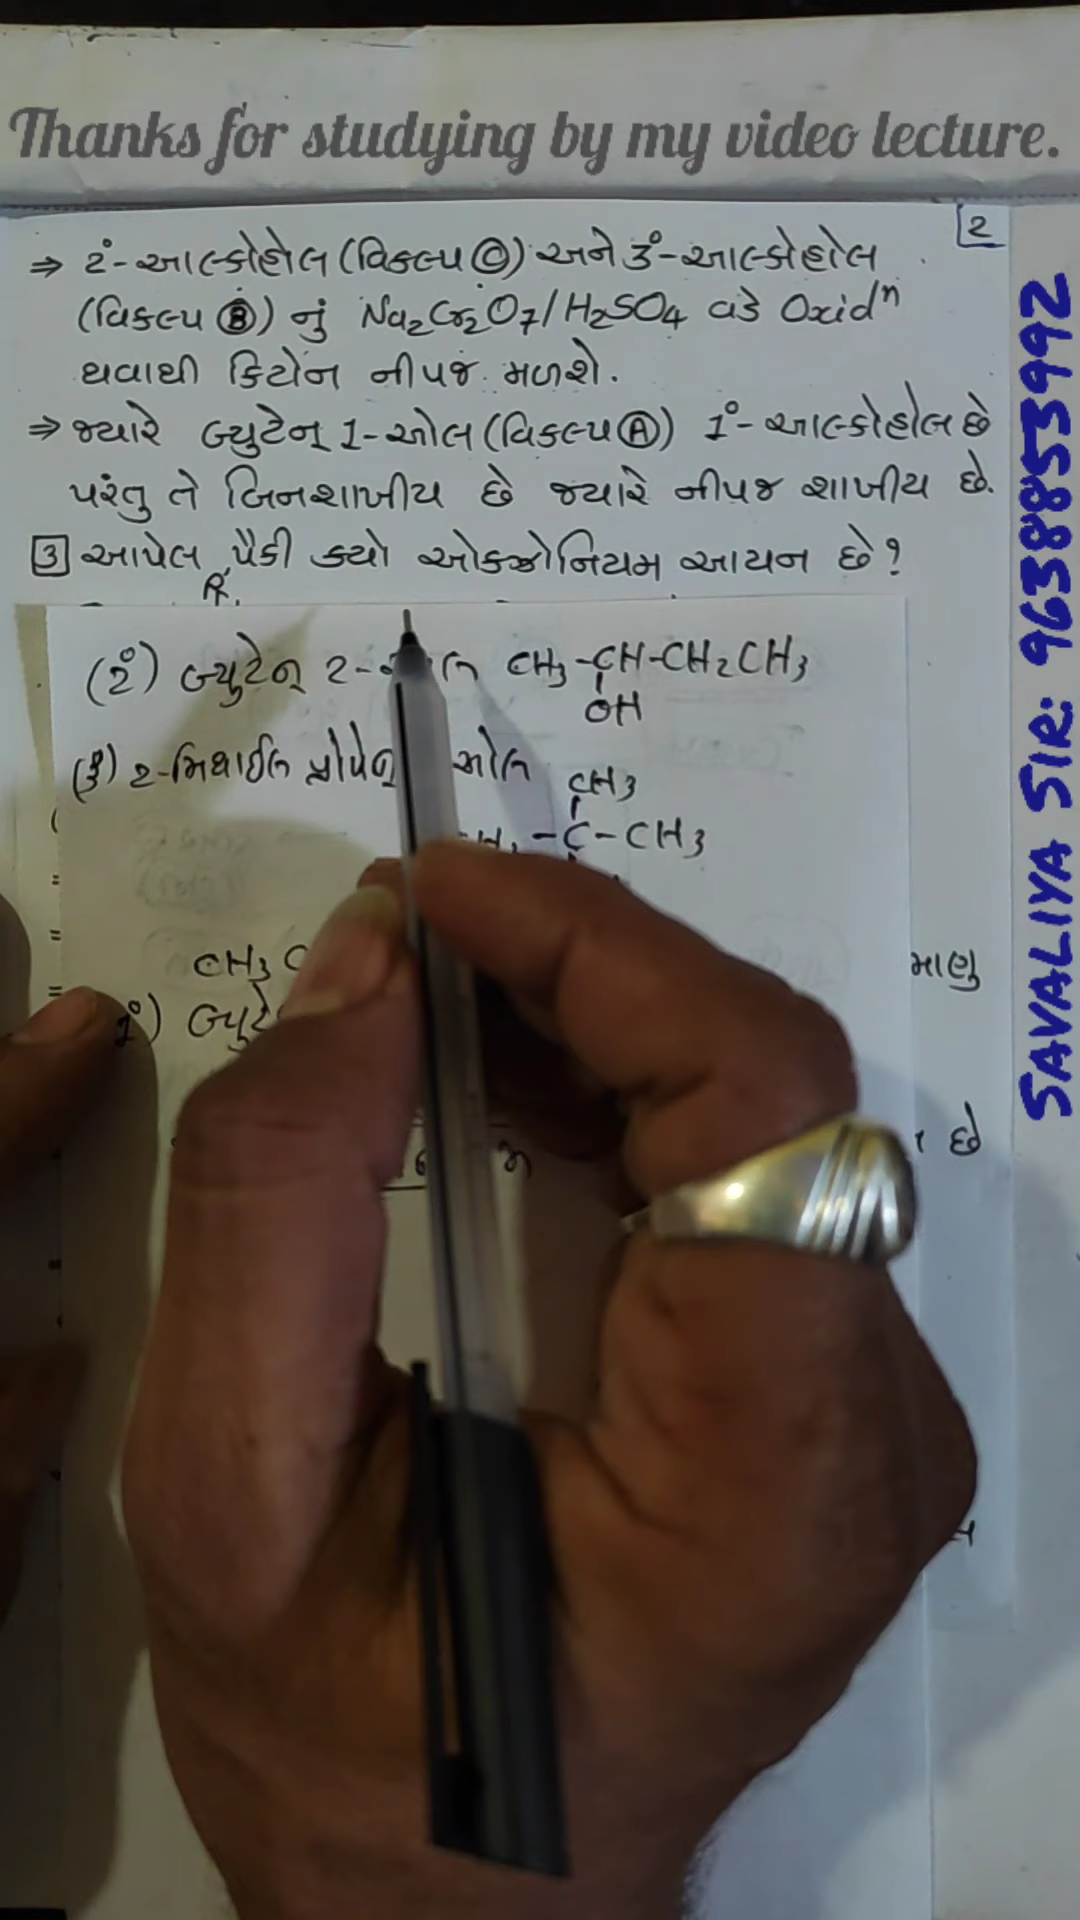 Thanks for studying by my video lecture.
2
⇒ 2°-આલ્કોહોલ (વિકલ્પ Ⓒ) અને 3°-આલ્કોહોલ
(વિકલ્પ Ⓑ) નું Na₂Cr₂O₇/H₂SO₄ વડે Oxidⁿ
થવાથી કિટોન નીપજ મળશે.
⇒ જ્યારે બ્યુટેન્ 1-ઓલ (વિકલ્પ Ⓐ) 1°-આલ્કોહોલ છે
પરંતુ તે બિનશાખીય છે જ્યારે નીપજ શાખીય છે.
3 આપેલ પૈકી ક્યો ઓક્ઝોનિયમ આયન છે?
(2°) બ્યુટેન્ 2- CH₃-CH-CH₂CH₃
OH
(3°) 2-મિથાઈલ પ્રોપેન્ ઓલ
CH₃
-C-CH₃
CH₃ C
માણુ
1°)
છે
SAVALIYA SIR: 9638853992